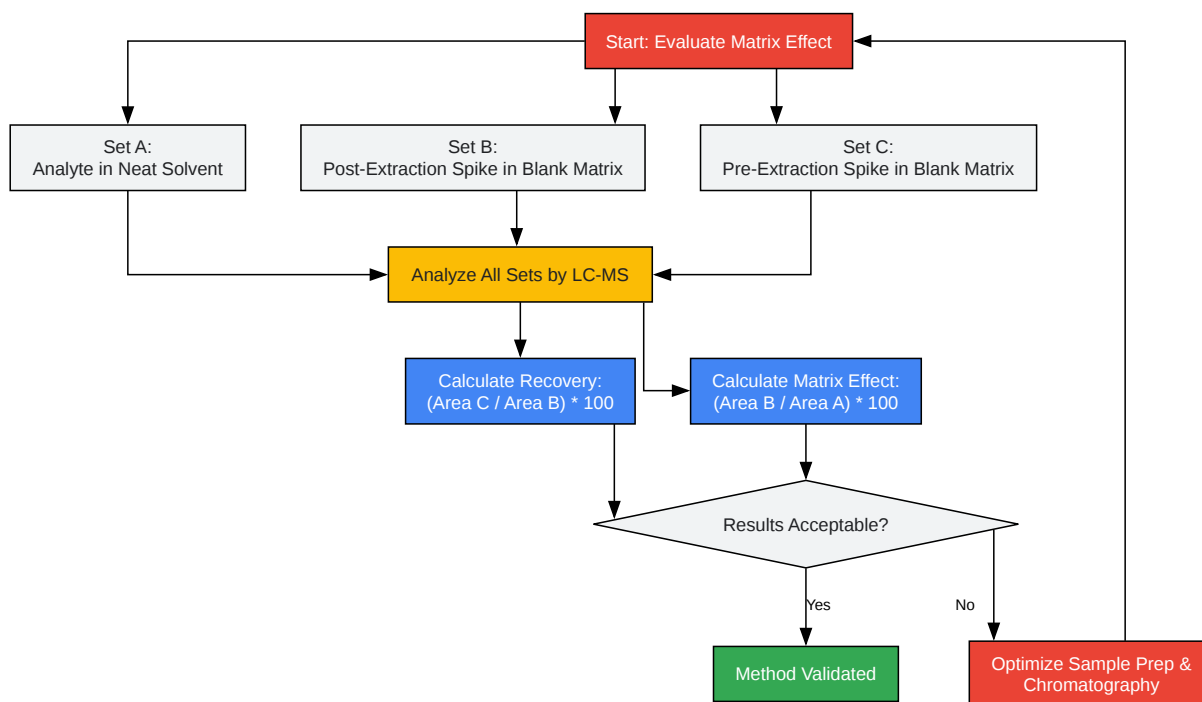 Start: Evaluate Matrix Effect
Set A:
Analyte in Neat Solvent
Set B:
Post-Extraction Spike in Blank Matrix
Set C:
Pre-Extraction Spike in Blank Matrix
Analyze All Sets by LC-MS
Calculate Recovery:
(Area C / Area B) * 100
Calculate Matrix Effect:
(Area B / Area A) * 100
Results Acceptable?
Yes
No
Method Validated
Optimize Sample Prep &
Chromatography